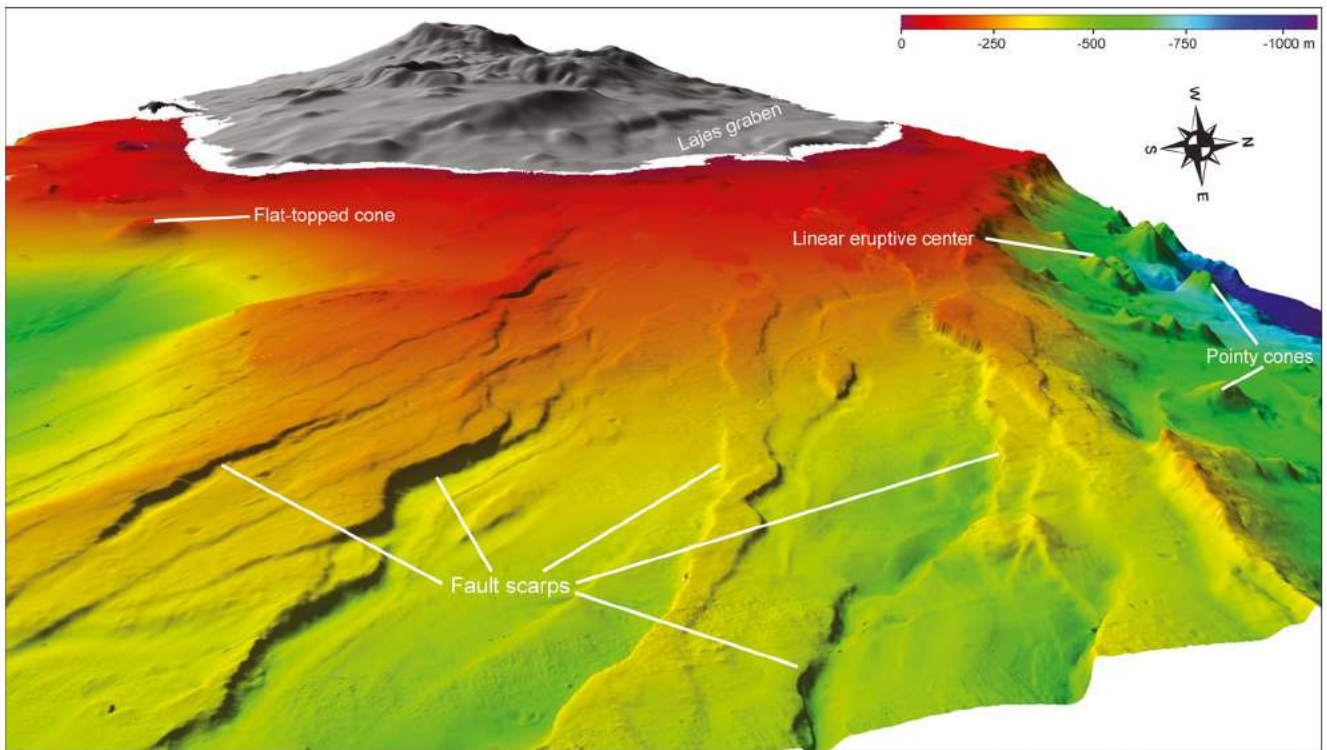 0 -250 -500 -750 -1000 m
W
S N
E
Lajes graben
Flat-topped cone
Linear eruptive center
Pointy cones
Fault scarps